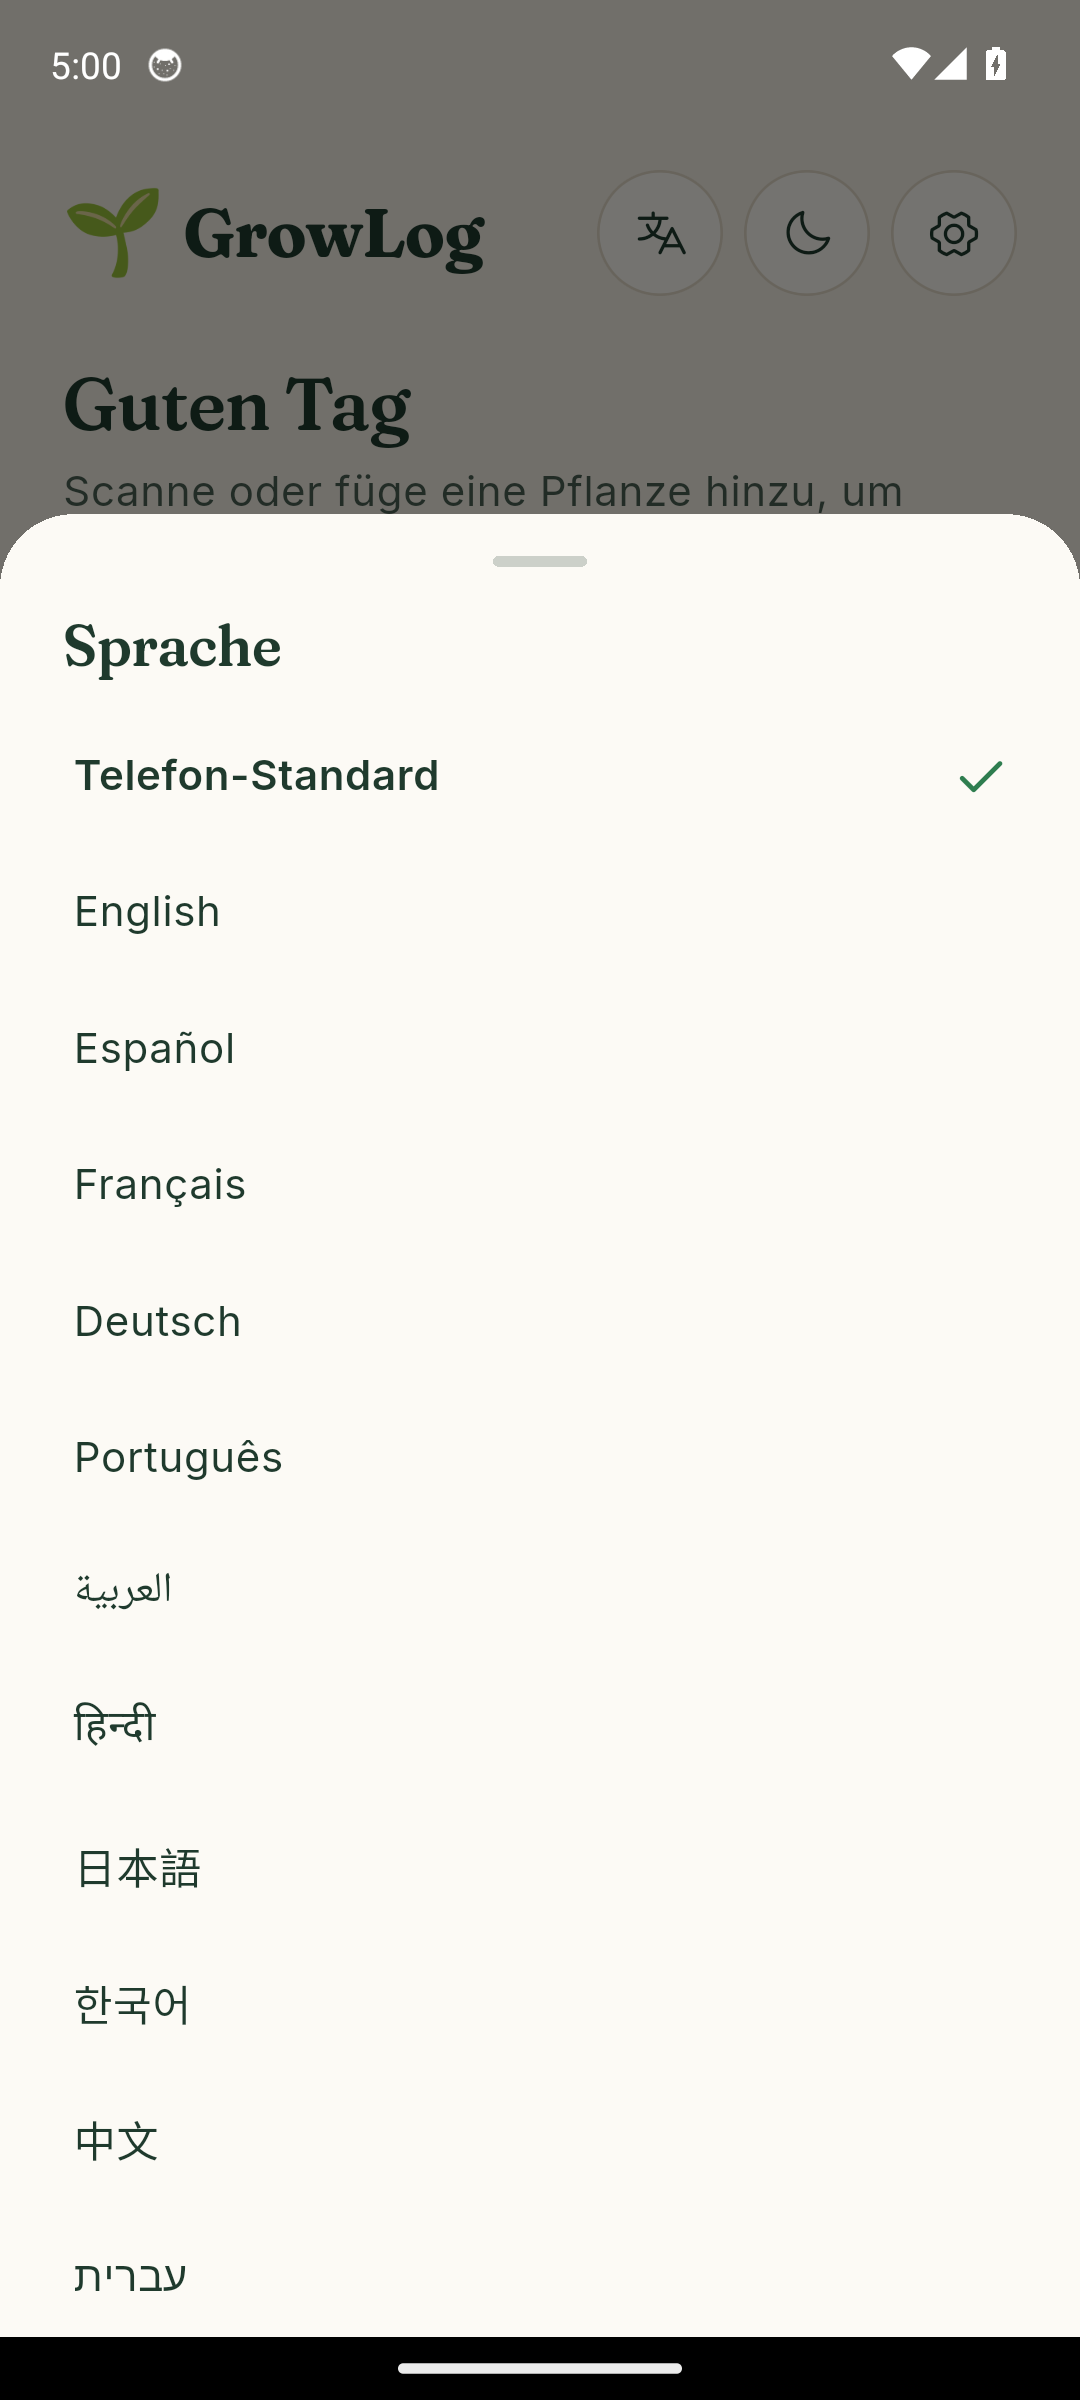 5:00
GrowLog
Guten Tag
Scanne oder füge eine Pflanze hinzu, um
Sprache
Telefon-Standard
English
Español
Français
Deutsch
Português
العربية
हिन्दी
日本語
한국어
中文
עברית